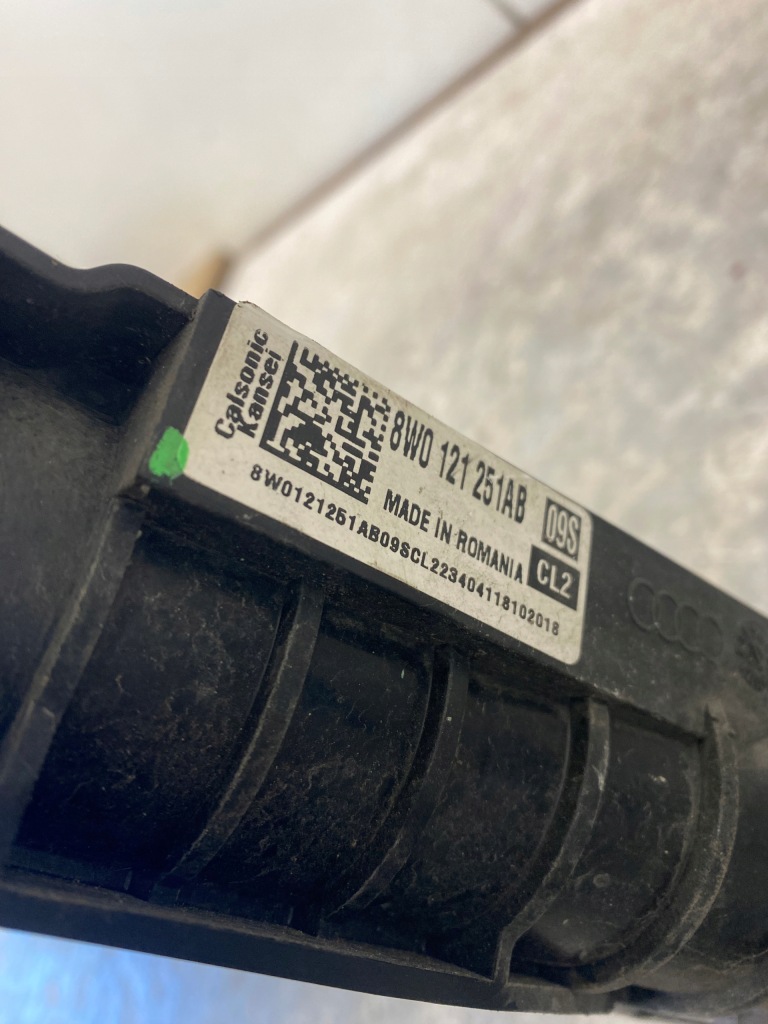 Calsonic
Kansei
8W0 121 251AB
09S
MADE IN ROMANIA
CL2
8W0121251AB09SCL223404118102018